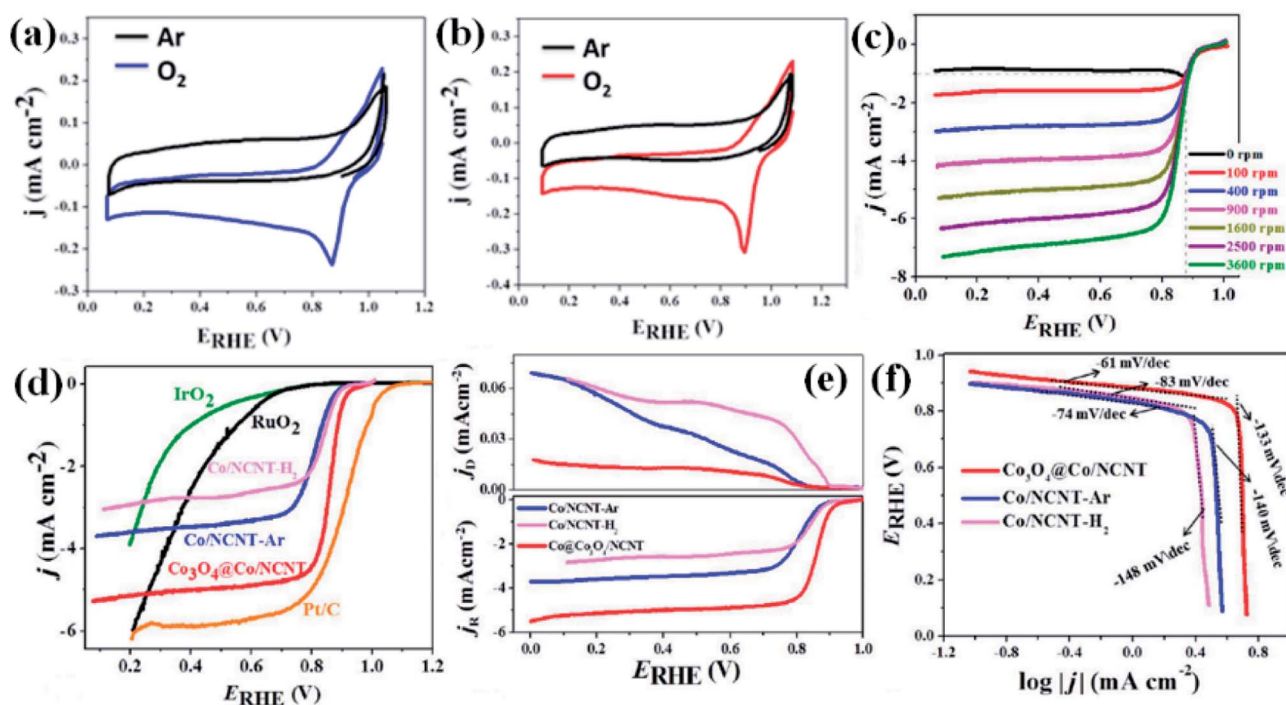 (a)
Ar
O2
j (mA cm-2)
0.3
0.2
0.1
0.0
-0.1
-0.2
-0.3
0.0 0.2 0.4 0.6 0.8 1.0 1.2
ERHE (V)
(b)
Ar
O2
j (mA cm-2)
0.3
0.2
0.1
-0.0
-0.1
-0.2
-0.3
-0.4
0.0 0.2 0.4 0.6 0.8 1.0 1.2
ERHE (V)
(c)
j (mA cm-2)
0
-2
-4
-6
-8
0 rpm
100 rpm
400 rpm
900 rpm
1600 rpm
2500 rpm
3600 rpm
0.0 0.2 0.4 0.6 0.8 1.0
ERHE (V)
(d)
j (mA cm-2)
0
-2
-4
-6
IrO2
RuO2
Co/NCNT-H2
Co/NCNT-Ar
Co3O4@Co/NCNT
Pt/C
0.2 0.4 0.6 0.8 1.0 1.2
ERHE (V)
(e)
jD (mAcm-2)
0.06
0.03
0.00
jR (mAcm-2)
0
-2
-4
-6
Co/NCNT-Ar
Co/NCNT-H2
Co@Co3O4/NCNT
0.0 0.2 0.4 0.6 0.8 1.0
ERHE (V)
(f)
ERHE (V)
1.0
0.8
0.6
0.4
0.2
0.0
-61 mV/dec
-83 mV/dec
-74 mV/dec
-133 mV\dec
-140 mV\dec
-148 mV\dec
Co3O4@Co/NCNT
Co/NCNT-Ar
Co/NCNT-H2
-1.2 -0.6 0.0 0.6 1.2
log |j| (mA cm-2)